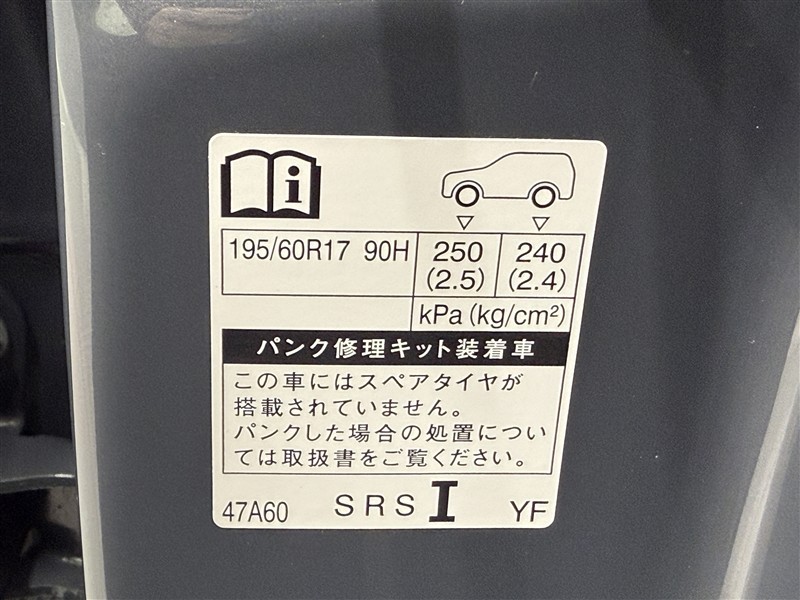 i
195/60R17 90H 250 240
(2.5) (2.4)
kPa (kg/cm²)
パンク修理キット装着車
この車にはスペアタイヤが
搭載されていません。
パンクした場合の処置につい
ては取扱書をご覧ください。
47A60 SRS I YF